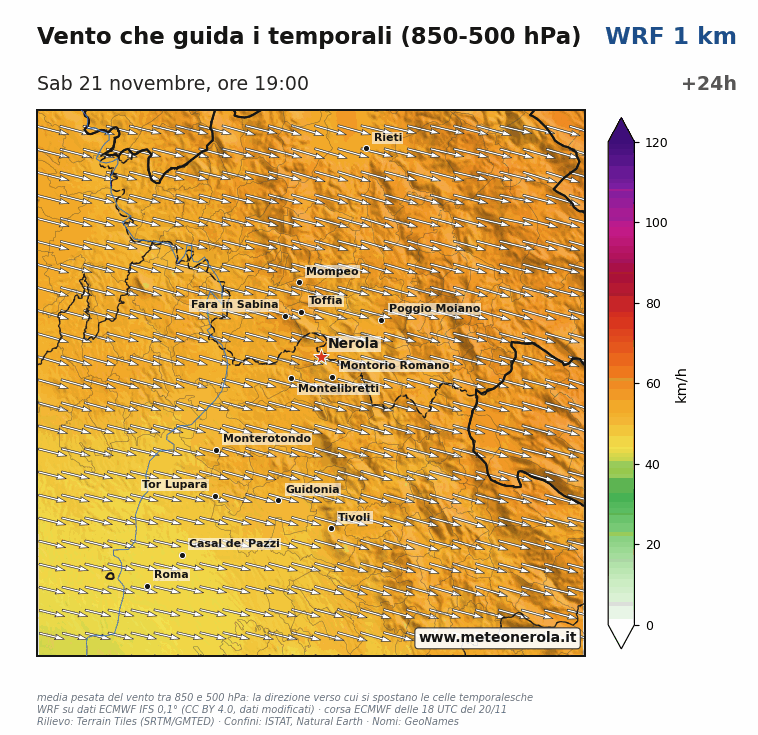 Vento che guida i temporali (850-500 hPa) WRF 1 km
Sab 21 novembre, ore 19:00 +24h
Rieti
Mompeo
Fara in Sabina
Toffia
Poggio Moiano
Nerola
Montorio Romano
Montelibretti
Monterotondo
Tor Lupara
Guidonia
Tivoli
Casal de' Pazzi
Roma
www.meteonerola.it
120
100
80
60
40
20
0
km/h
media pesata del vento tra 850 e 500 hPa: la direzione verso cui si spostano le celle temporalesche
WRF su dati ECMWF IFS 0,1° (CC BY 4.0, dati modificati) · corsa ECMWF delle 18 UTC del 20/11
Rilievo: Terrain Tiles (SRTM/GMTED) · Confini: ISTAT, Natural Earth · Nomi: GeoNames